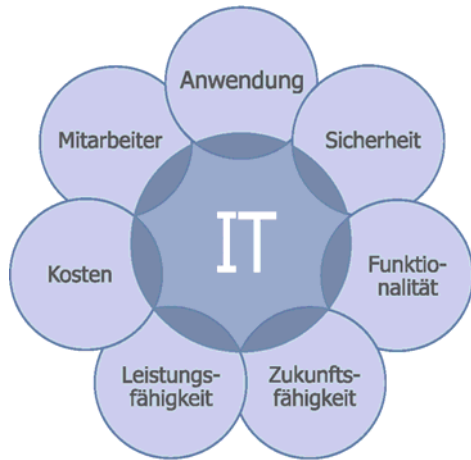 Anwendung
Sicherheit
Funktio-
nalität
Zukunfts-
fähigkeit
Leistungs-
fähigkeit
Kosten
Mitarbeiter
IT